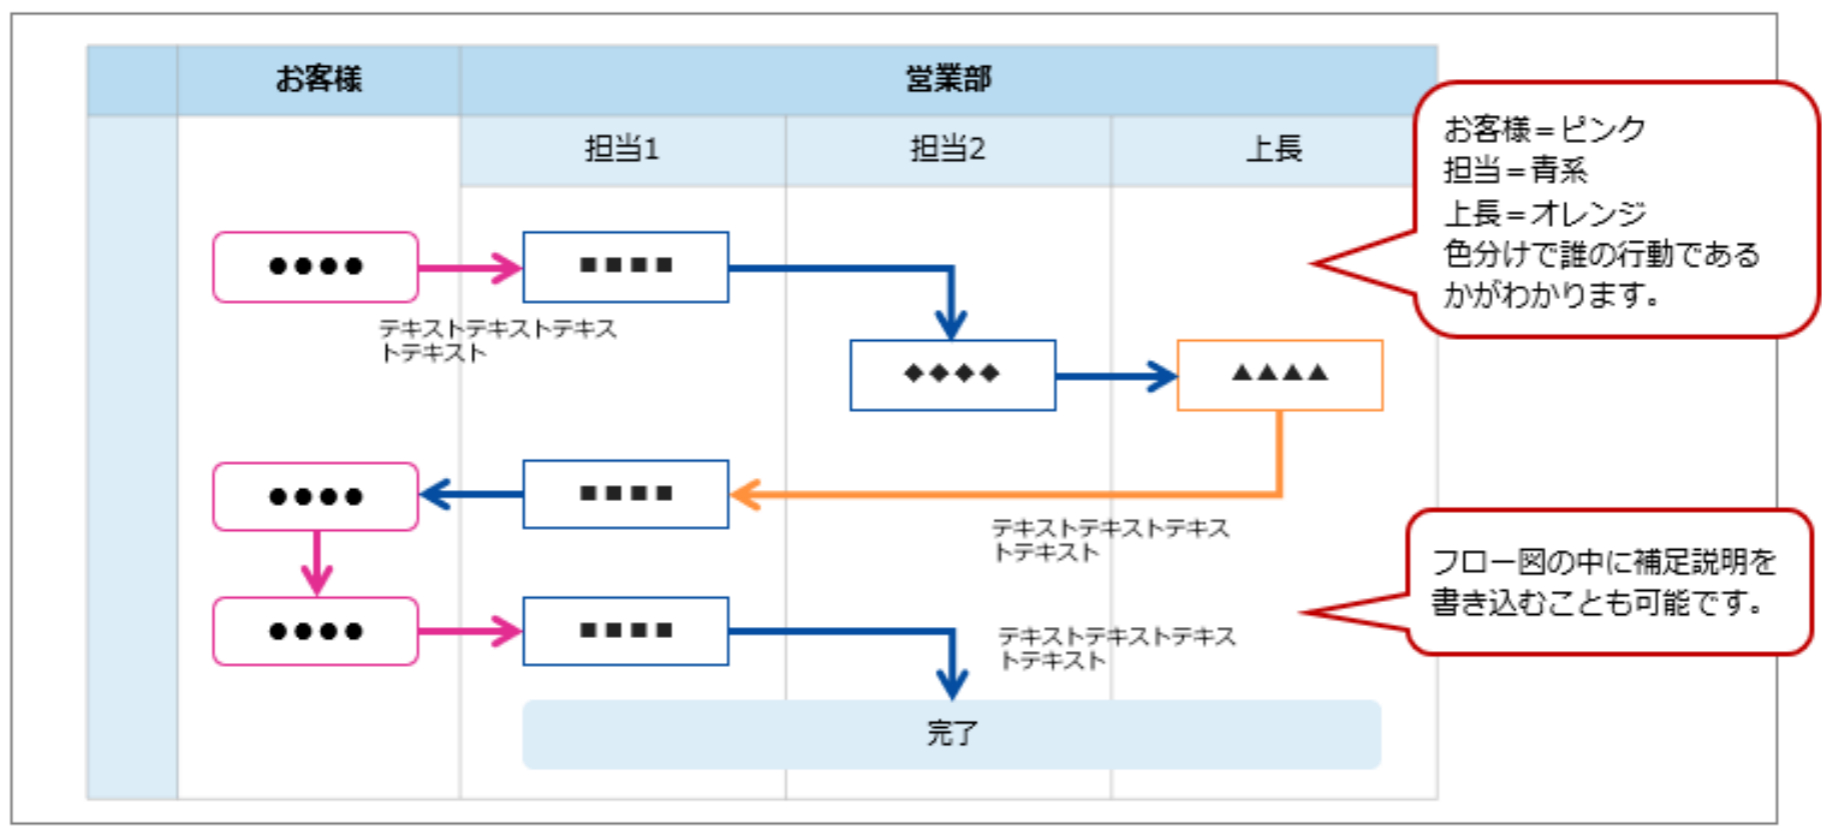 お客様
営業部
担当1
担当2
上長
お客様＝ピンク
担当＝青系
上長＝オレンジ
色分けで誰の行動である
かがわかります。
●●●●
■■■■
テキストテキストテキス
トテキスト
◆◆◆◆
▲▲▲▲
●●●●
■■■■
テキストテキストテキス
トテキスト
フロー図の中に補足説明を
書き込むことも可能です。
●●●●
■■■■
テキストテキストテキス
トテキスト
完了